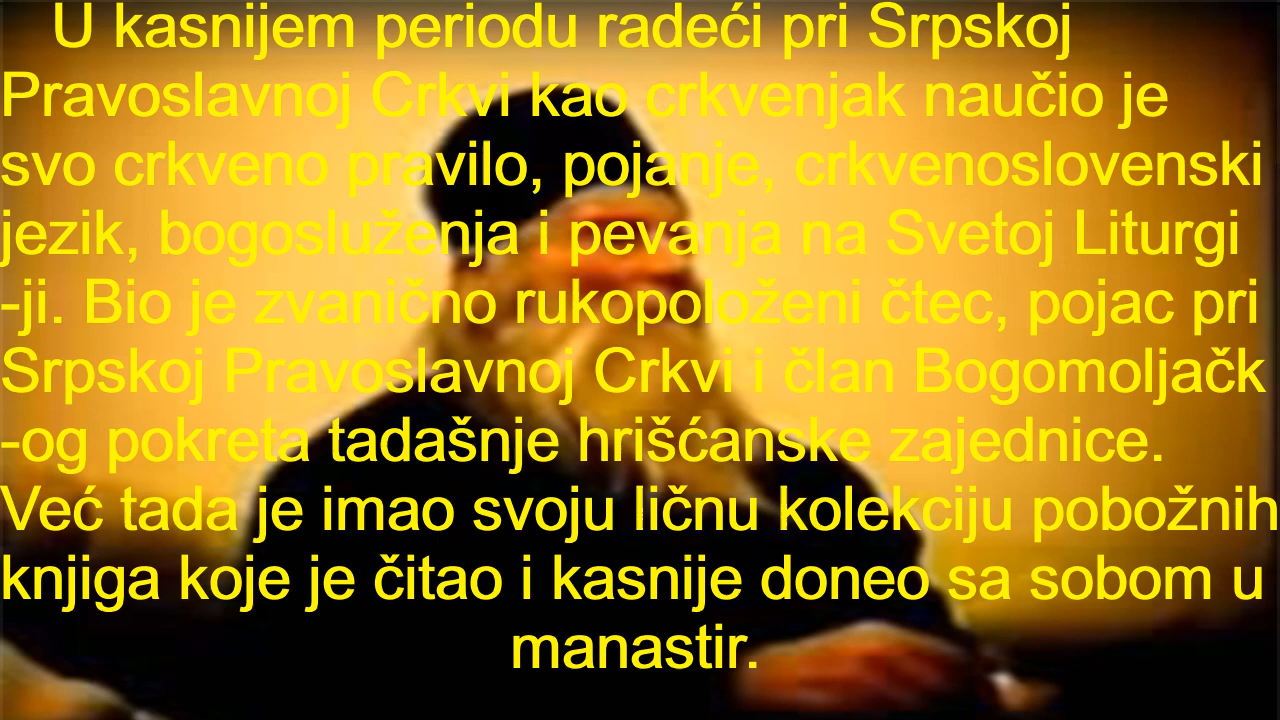 U kasnijem periodu radeći pri Srpskoj
Pravoslavnoj Crkvi kao crkvenjak naučio je
svo crkveno pravilo, pojanje, crkvenoslovenski
jezik, bogosluženja i pevanja na Svetoj Liturgi
-ji. Bio je zvanično rukopoloženi čtec, pojac pri
Srpskoj Pravoslavnoj Crkvi i član Bogomoljačk
-og pokreta tadašnje hrišćanske zajednice.
Već tada je imao svoju ličnu kolekciju pobožnih
knjiga koje je čitao i kasnije doneo sa sobom u
manastir.